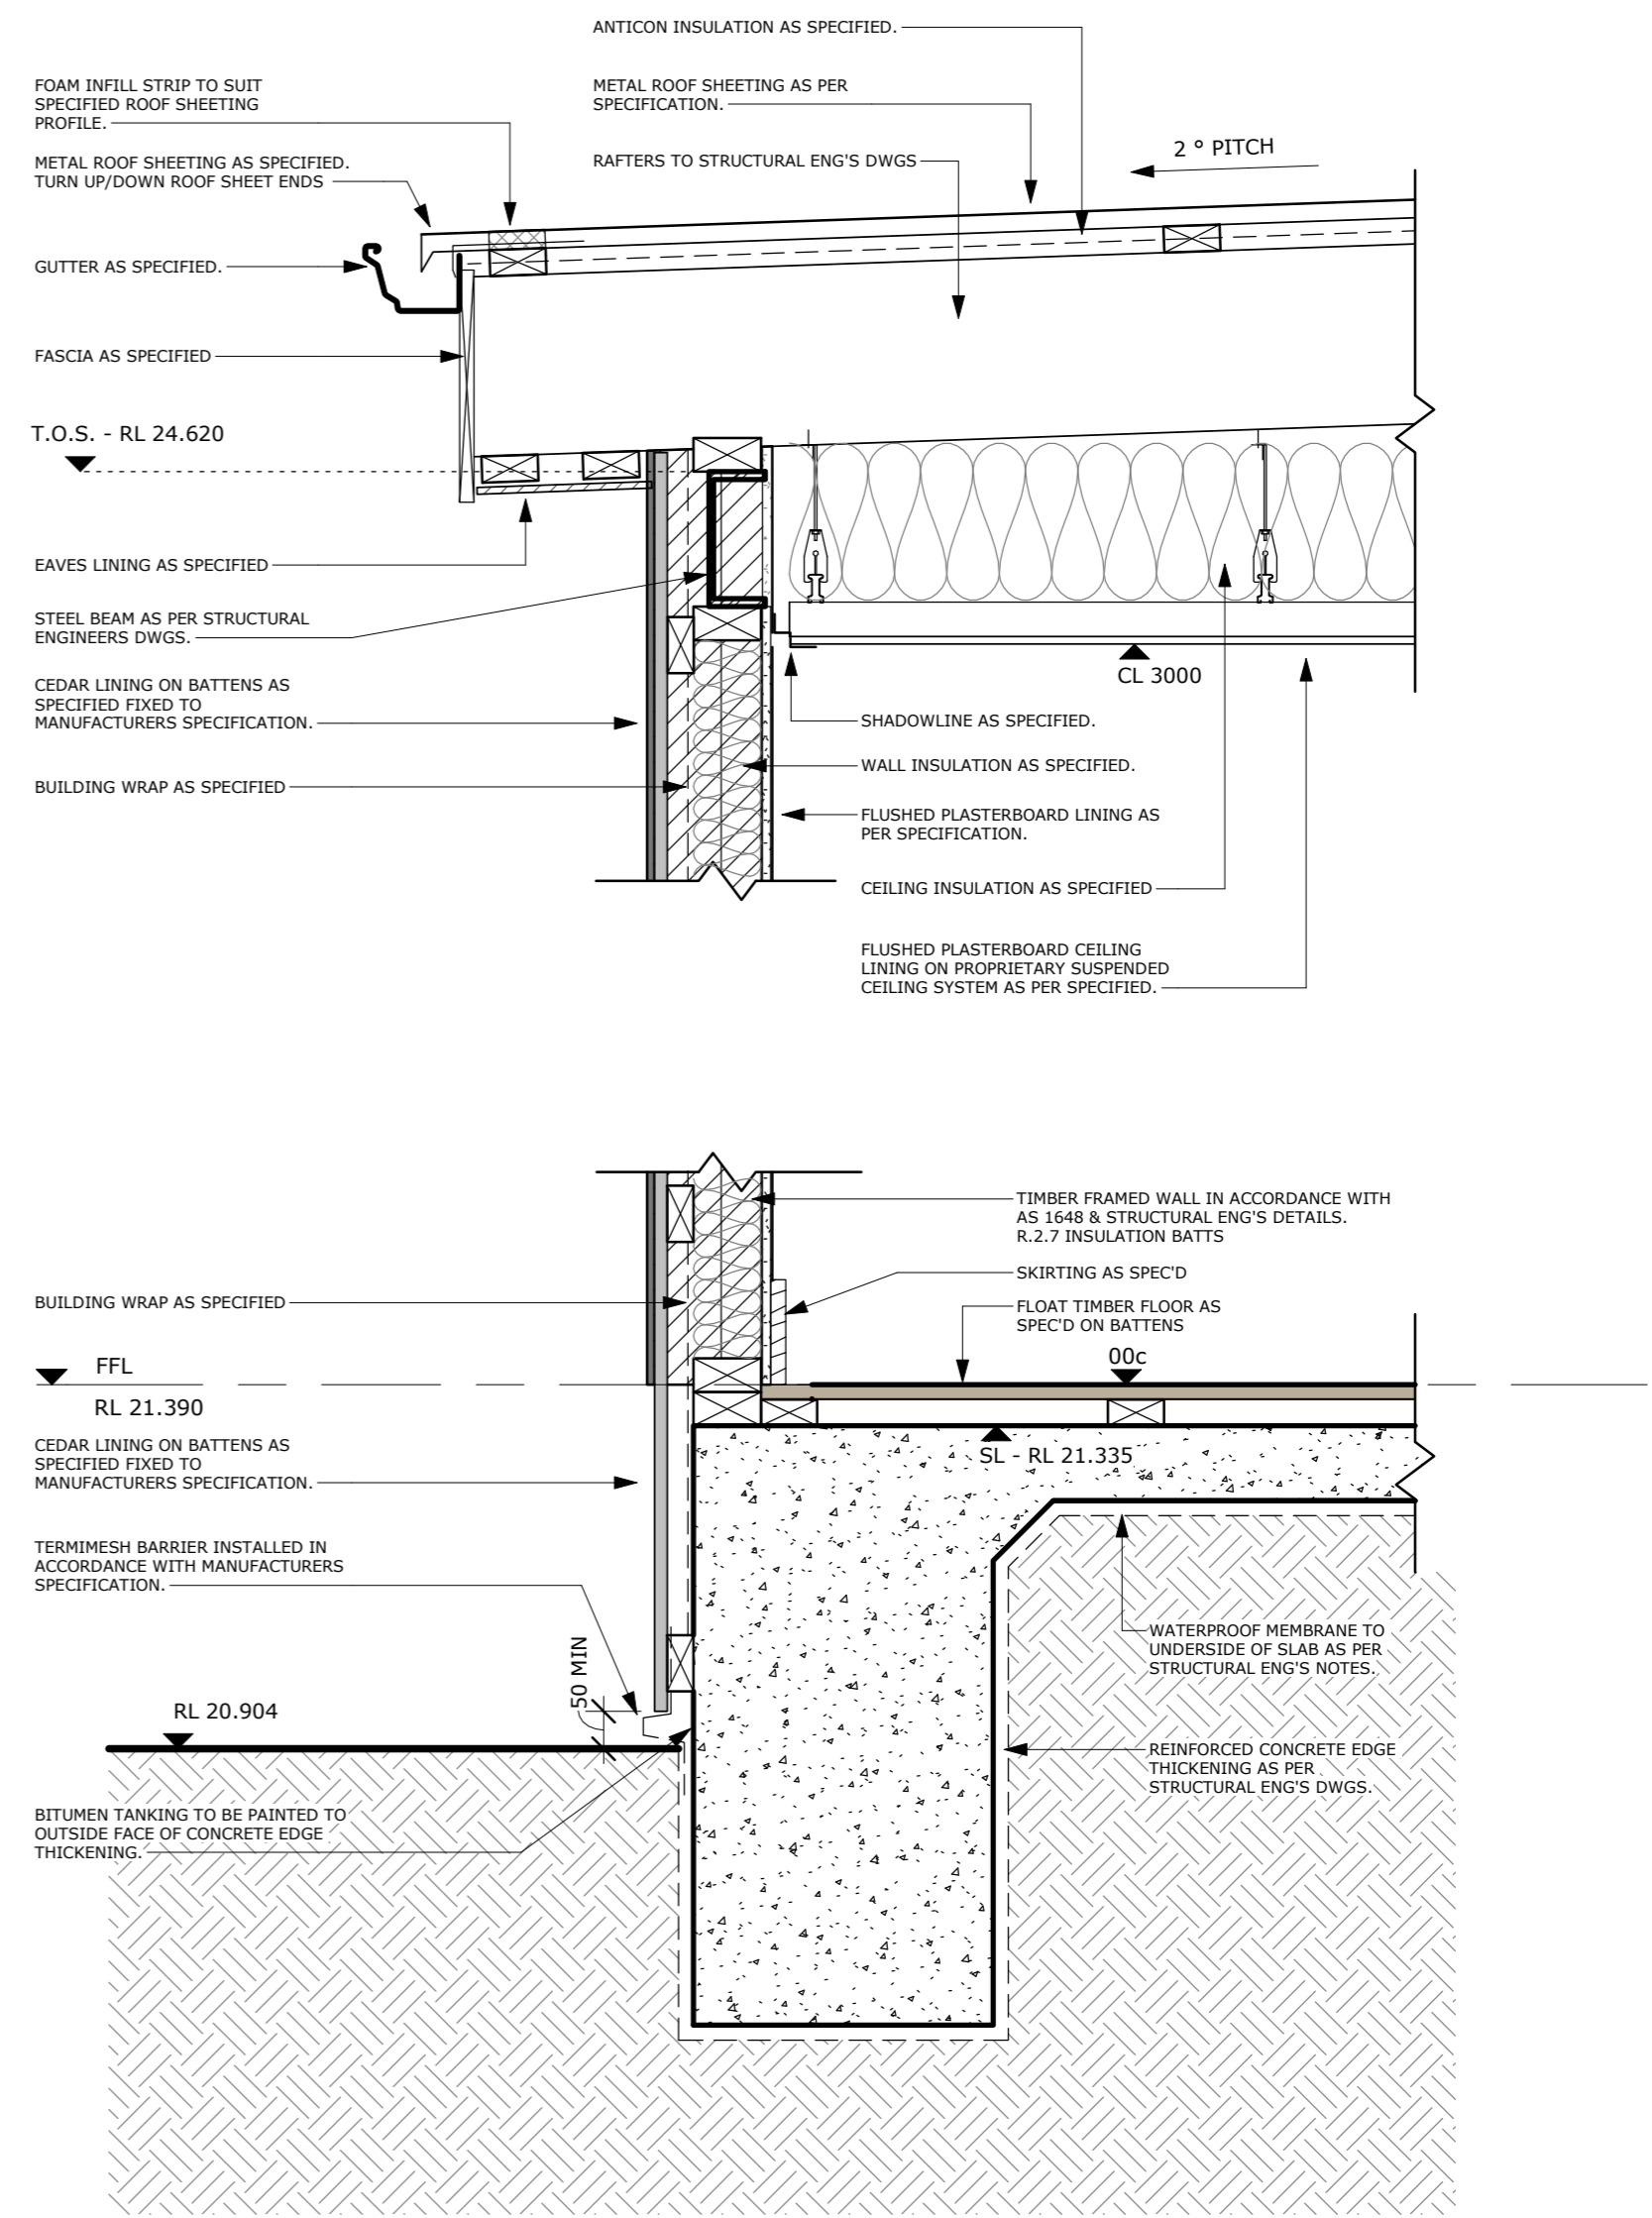 ANTICON INSULATION AS SPECIFIED.
FOAM INFILL STRIP TO SUIT
SPECIFIED ROOF SHEETING
PROFILE.
METAL ROOF SHEETING AS PER
SPECIFICATION.
METAL ROOF SHEETING AS SPECIFIED.
TURN UP/DOWN ROOF SHEET ENDS
RAFTERS TO STRUCTURAL ENG'S DWGS
2 ° PITCH
GUTTER AS SPECIFIED.
FASCIA AS SPECIFIED
T.O.S. - RL 24.620
EAVES LINING AS SPECIFIED
STEEL BEAM AS PER STRUCTURAL
ENGINEERS DWGS.
CEDAR LINING ON BATTENS AS
SPECIFIED FIXED TO
MANUFACTURERS SPECIFICATION.
BUILDING WRAP AS SPECIFIED
CL 3000
SHADOWLINE AS SPECIFIED.
WALL INSULATION AS SPECIFIED.
FLUSHED PLASTERBOARD LINING AS
PER SPECIFICATION.
CEILING INSULATION AS SPECIFIED
FLUSHED PLASTERBOARD CEILING
LINING ON PROPRIETARY SUSPENDED
CEILING SYSTEM AS PER SPECIFIED.
TIMBER FRAMED WALL IN ACCORDANCE WITH
AS 1648 & STRUCTURAL ENG'S DETAILS.
R.2.7 INSULATION BATTS
SKIRTING AS SPEC'D
FLOAT TIMBER FLOOR AS
SPEC'D ON BATTENS
00c
BUILDING WRAP AS SPECIFIED
FFL
RL 21.390
SL - RL 21.335
CEDAR LINING ON BATTENS AS
SPECIFIED FIXED TO
MANUFACTURERS SPECIFICATION.
TERMIMESH BARRIER INSTALLED IN
ACCORDANCE WITH MANUFACTURERS
SPECIFICATION.
50 MIN
RL 20.904
WATERPROOF MEMBRANE TO
UNDERSIDE OF SLAB AS PER
STRUCTURAL ENG'S NOTES.
REINFORCED CONCRETE EDGE
THICKENING AS PER
STRUCTURAL ENG'S DWGS.
BITUMEN TANKING TO BE PAINTED TO
OUTSIDE FACE OF CONCRETE EDGE
THICKENING.